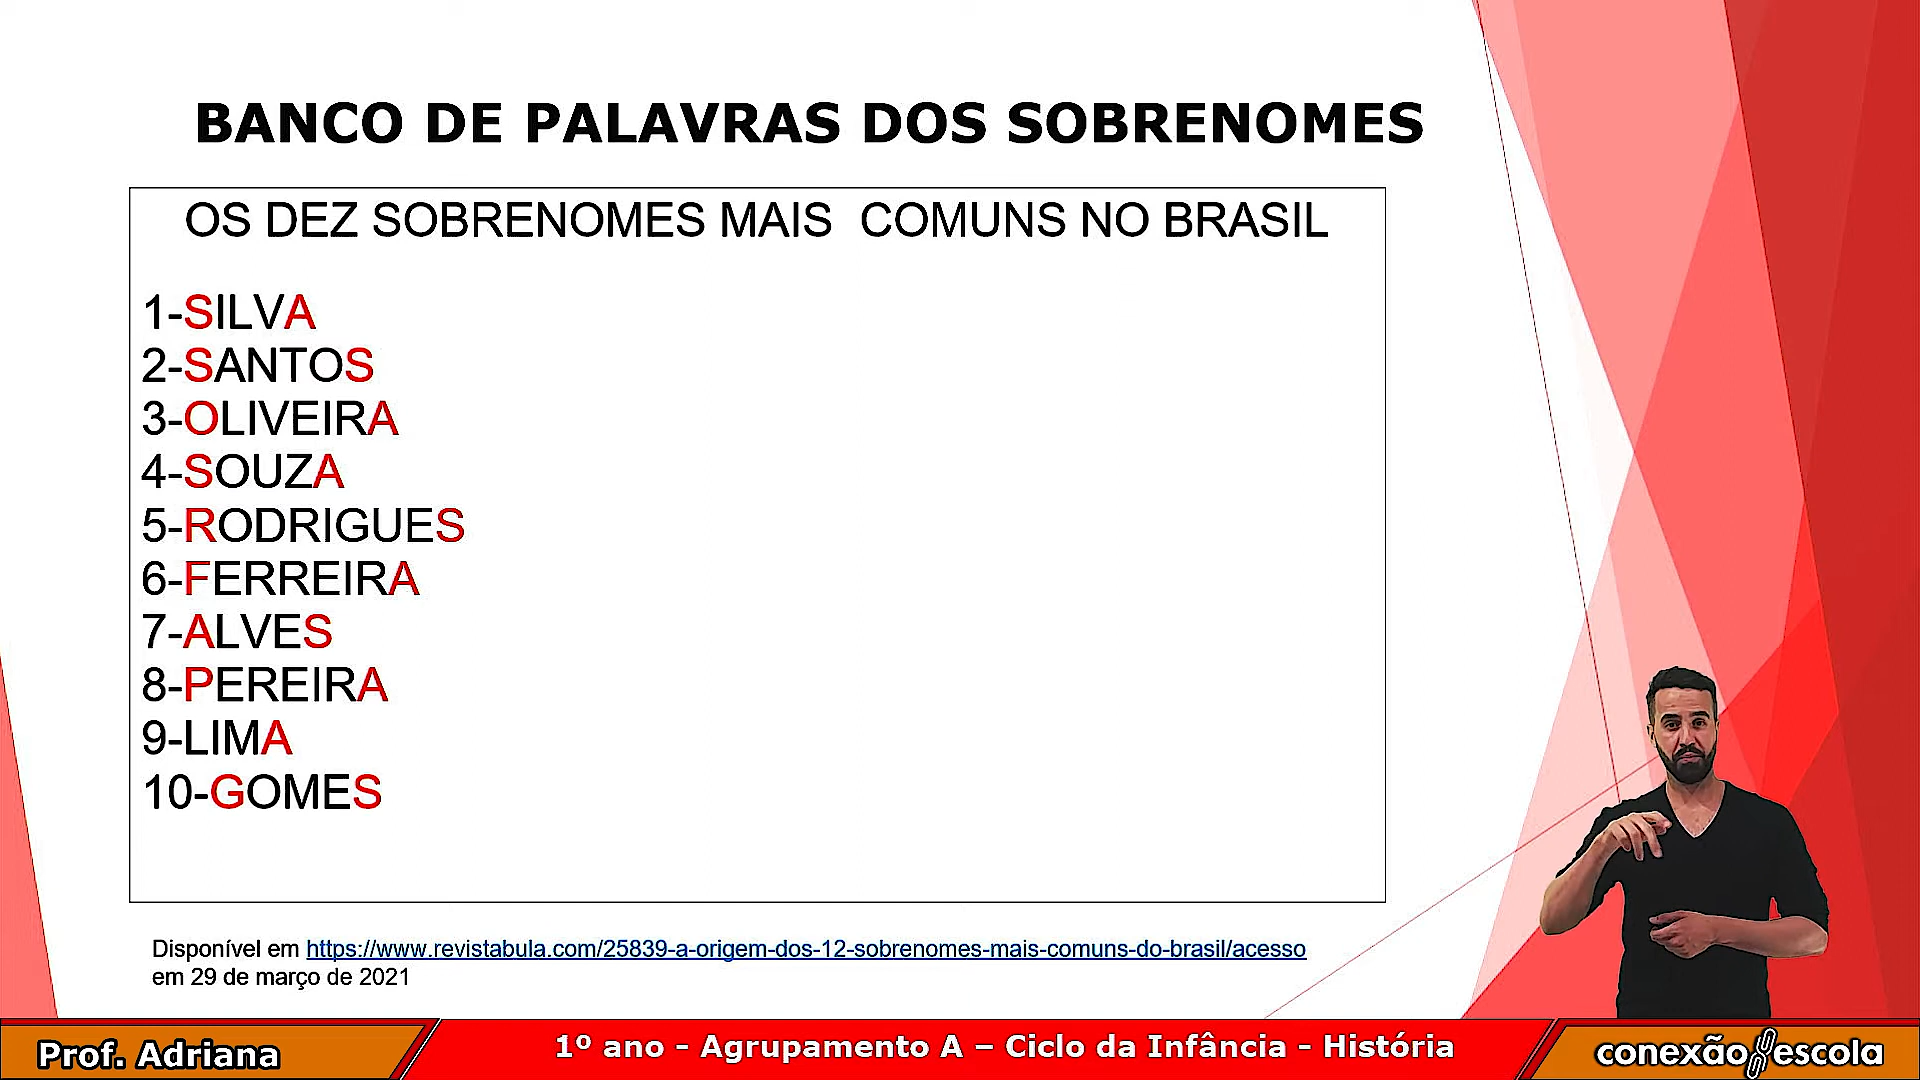 BANCO DE PALAVRAS DOS SOBRENOMES
OS DEZ SOBRENOMES MAIS COMUNS NO BRASIL
1-SILVA
2-SANTOS
3-OLIVEIRA
4-SOUZA
5-RODRIGUES
6-FERREIRA
7-ALVES
8-PEREIRA
9-LIMA
10-GOMES
Disponível em https://www.revistabula.com/25839-a-origem-dos-12-sobrenomes-mais-comuns-do-brasil/acesso
em 29 de março de 2021
Prof. Adriana
1º ano - Agrupamento A – Ciclo da Infância - História
conexão escola